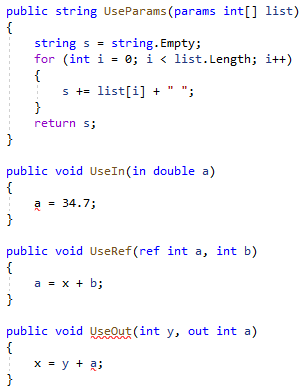 public string UseParams(params int[] list)
{
    string s = string.Empty;
    for (int i = 0; i < list.Length; i++)
    {
        s += list[i] + " ";
    }
    return s;
}

public void UseIn(in double a)
{
    a = 34.7;
}

public void UseRef(ref int a, int b)
{
    a = x + b;
}

public void UseOut(int y, out int a)
{
    x = y + a;
}